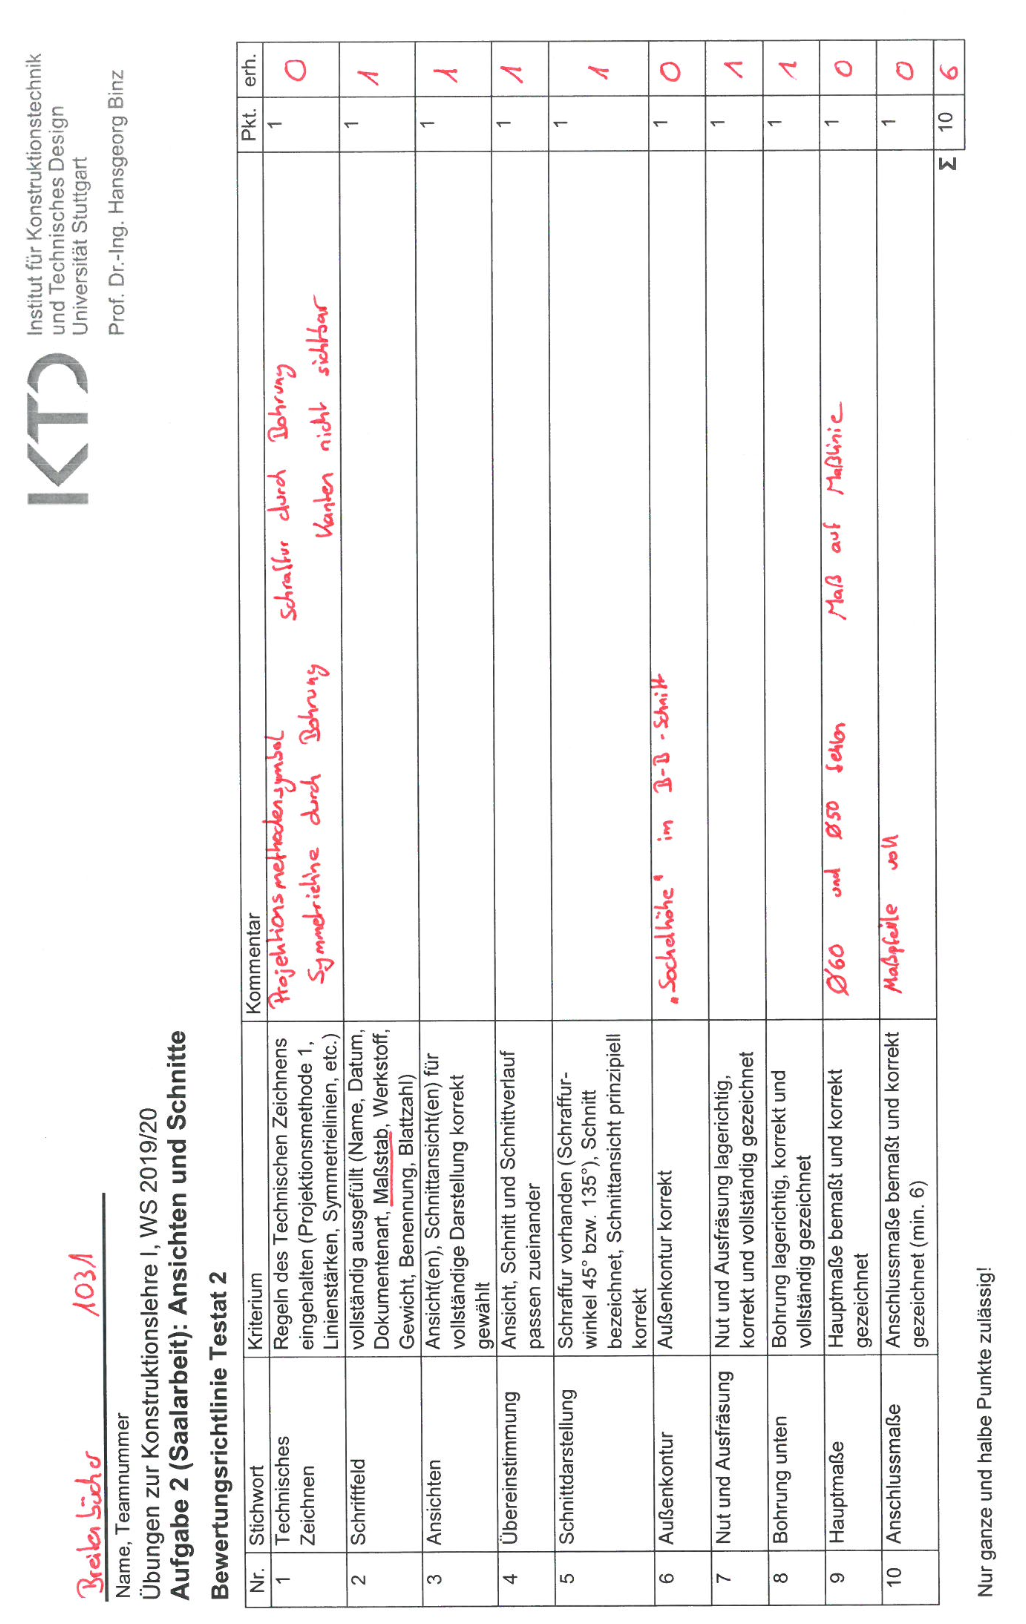 KTD
Institut für Konstruktionstechnik
und Technisches Design
Universität Stuttgart
Prof. Dr.-Ing. Hansgeorg Binz
Breitenbücher 1031
Name, Teamnummer
Übungen zur Konstruktionslehre I, WS 2019/20
Aufgabe 2 (Saalarbeit): Ansichten und Schnitte
Bewertungsrichtlinie Testat 2
Nr. Stichwort Kriterium Kommentar Pkt. erh.
1 Technisches Zeichnen
Regeln des Technischen Zeichnens
eingehalten (Projektionsmethode 1,
Linienstärken, Symmetrielinien, etc.)
Projektionsmethodensymbol Schraffur durch Bohrung
Symmetrielinie durch Bohrung Kanten nicht sichtbar
1 0
2 Schriftfeld
vollständig ausgefüllt (Name, Datum,
Dokumentenart, Maßstab, Werkstoff,
Gewicht, Benennung, Blattzahl)
1 1
3 Ansichten
Ansicht(en), Schnittansicht(en) für
vollständige Darstellung korrekt
gewählt
1 1
4 Übereinstimmung
Ansicht, Schnitt und Schnittverlauf
passen zueinander
1 1
5 Schnittdarstellung
Schraffur vorhanden (Schraffur-
winkel 45° bzw. 135°), Schnitt
bezeichnet, Schnittansicht prinzipiell
korrekt
1 1
6 Außenkontur Außenkontur korrekt
"Sockelhöhe" im B-B-Schnitt
1 0
7 Nut und Ausfräsung
Nut und Ausfräsung lagerichtig,
korrekt und vollständig gezeichnet
1 1
8 Bohrung unten
Bohrung lagerichtig, korrekt und
vollständig gezeichnet
1 1
9 Hauptmaße
Hauptmaße bemaßt und korrekt
gezeichnet
Ø60 und Ø50 fehlen Maß auf Maßlinie
1 0
10 Anschlussmaße
Anschlussmaße bemaßt und korrekt
gezeichnet (min. 6)
Maßpfeile voll
1 0
Σ 10 6
Nur ganze und halbe Punkte zulässig!